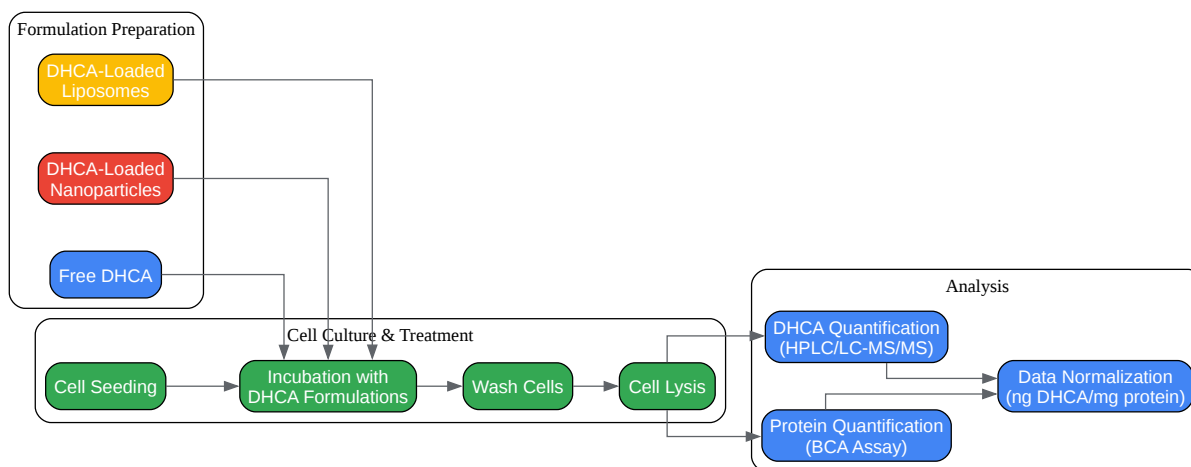 Formulation Preparation
DHCA-Loaded
Liposomes
DHCA-Loaded
Nanoparticles
Free DHCA
Cell Culture & Treatment
Cell Seeding
Incubation with
DHCA Formulations
Wash Cells
Cell Lysis
Analysis
DHCA Quantification
(HPLC/LC-MS/MS)
Protein Quantification
(BCA Assay)
Data Normalization
(ng DHCA/mg protein)